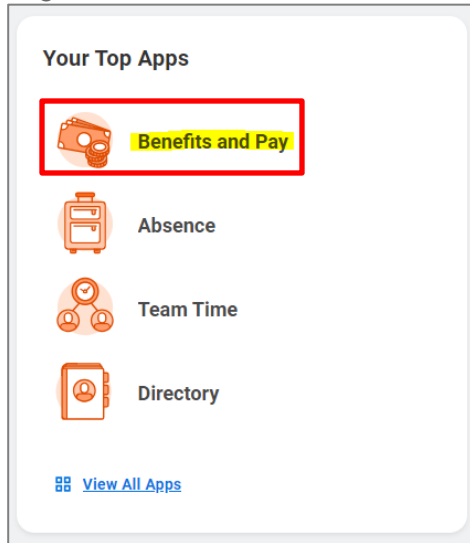 Your Top Apps
Benefits and Pay
Absence
Team Time
Directory
View All Apps